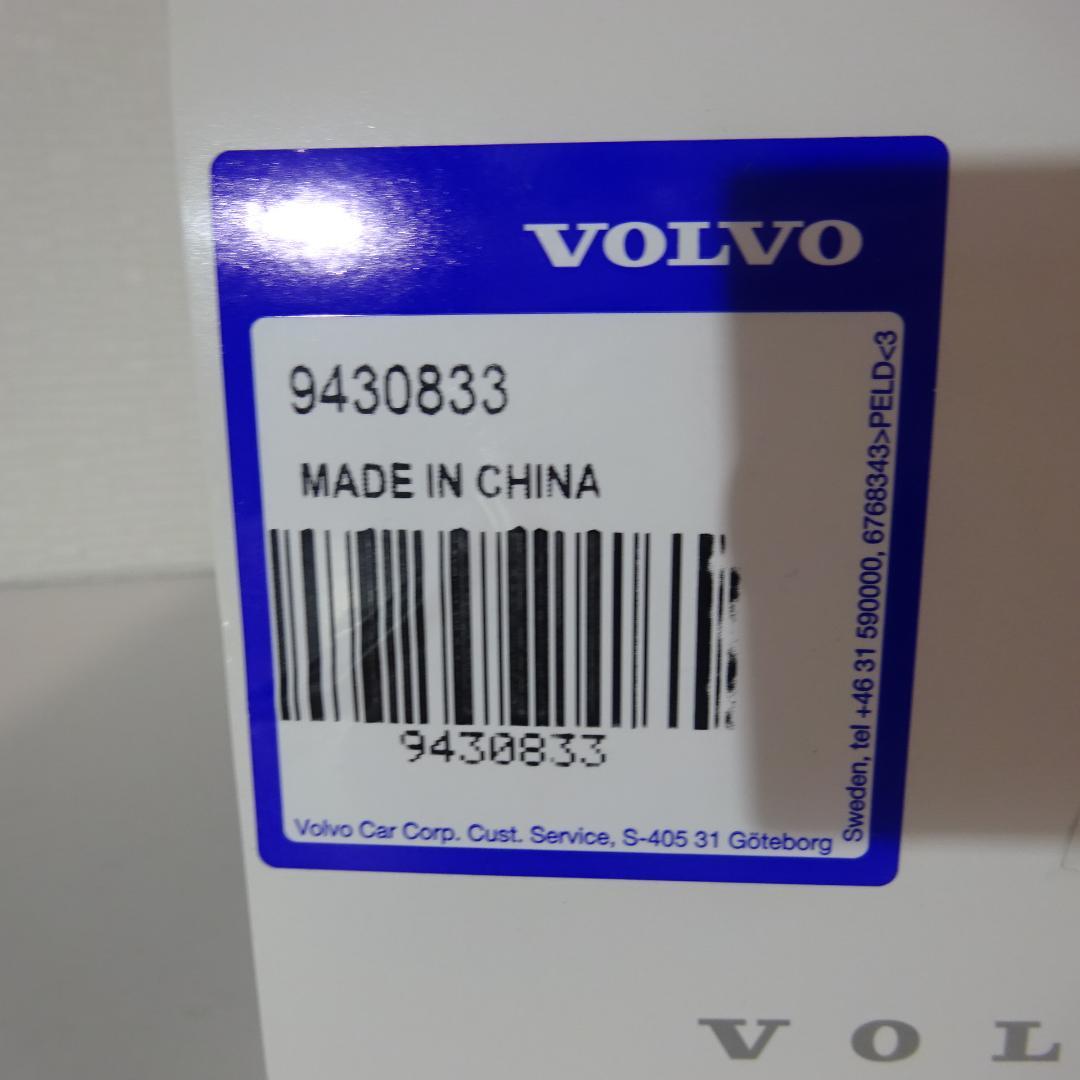 VOLVO
9430833
MADE IN CHINA
9430833
Volvo Car Corp. Cust. Service, S-405 31 Göteborg
Sweden, tel +46 31 590000, 6768343>PELD<3
VOL